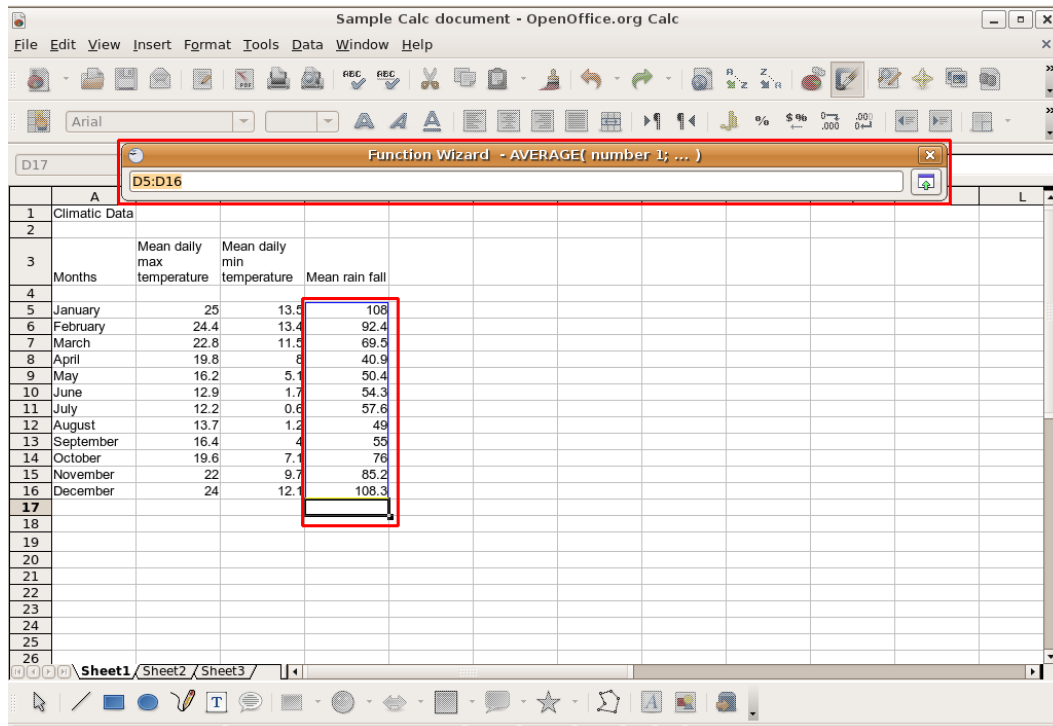 Sample Calc document - OpenOffice.org Calc
File Edit View Insert Format Tools Data Window Help
Arial
D17
Function Wizard - AVERAGE( number 1; ... )
D5:D16
A L
1 Climatic Data
2
3 Months Mean daily max temperature Mean daily min temperature Mean rain fall
4
5 January 25 13.5 108
6 February 24.4 13.4 92.4
7 March 22.8 11.5 69.5
8 April 19.8 8 40.9
9 May 16.2 5.1 50.4
10 June 12.9 1.7 54.3
11 July 12.2 0.6 57.6
12 August 13.7 1.2 49
13 September 16.4 4 55
14 October 19.6 7.1 76
15 November 22 9.7 85.2
16 December 24 12.1 108.3
17
18
19
20
21
22
23
24
25
26
Sheet1 Sheet2 Sheet3